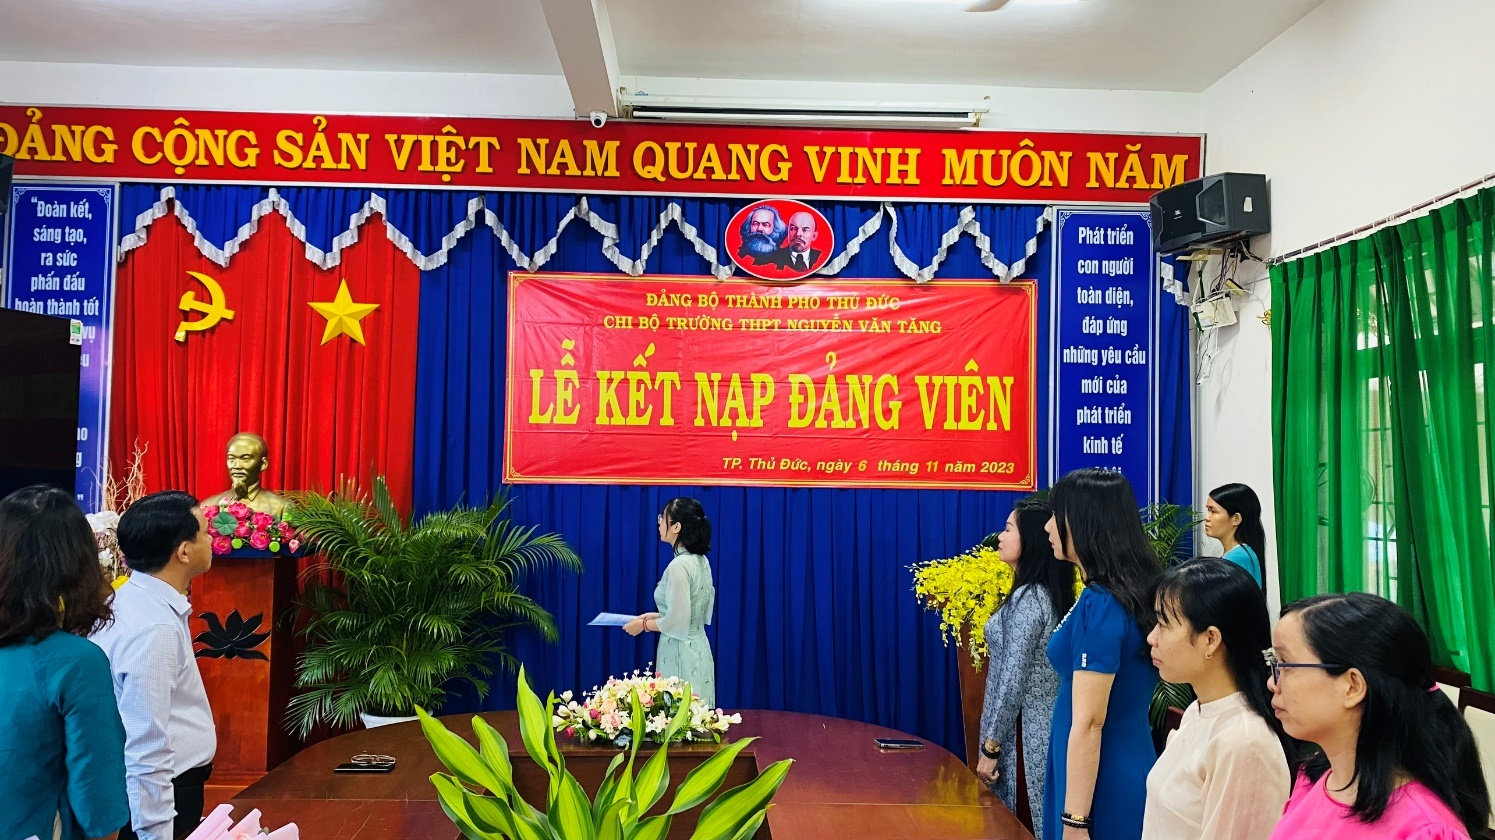 ĐẢNG CỘNG SẢN VIỆT NAM QUANG VINH MUÔN NĂM
"Đoàn kết,
sáng tạo,
ra sức
phấn đấu
hoàn thành tốt
vụ
ĐẢNG BỘ THÀNH PHỐ THỦ ĐỨC
CHI BỘ TRƯỜNG THPT NGUYỄN VĂN TĂNG
LỄ KẾT NẠP ĐẢNG VIÊN
TP. Thủ Đức, ngày 6 tháng 11 năm 2023
Phát triển
con người
toàn diện,
đáp ứng
những yêu cầu
mới của
phát triển
kinh tế